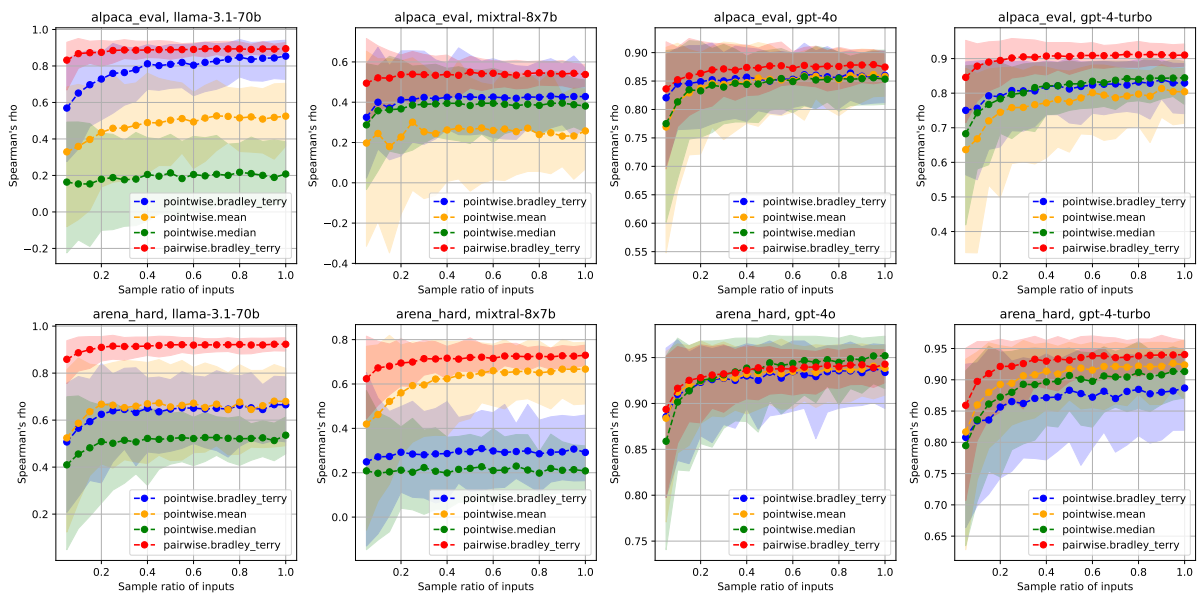 alpaca_eval, llama-3.1-70b
1.0
0.8
0.6
0.4
0.2
0.0
−0.2
Spearman's rho
0.2 0.4 0.6 0.8 1.0
Sample ratio of inputs
pointwise.bradley_terry
pointwise.mean
pointwise.median
pairwise.bradley_terry
alpaca_eval, mixtral-8x7b
0.6
0.4
0.2
0.0
−0.2
−0.4
Spearman's rho
0.2 0.4 0.6 0.8 1.0
Sample ratio of inputs
pointwise.bradley_terry
pointwise.mean
pointwise.median
pairwise.bradley_terry
alpaca_eval, gpt-4o
0.90
0.85
0.80
0.75
0.70
0.65
0.60
0.55
Spearman's rho
0.2 0.4 0.6 0.8 1.0
Sample ratio of inputs
pointwise.bradley_terry
pointwise.mean
pointwise.median
pairwise.bradley_terry
alpaca_eval, gpt-4-turbo
0.9
0.8
0.7
0.6
0.5
0.4
Spearman's rho
0.2 0.4 0.6 0.8 1.0
Sample ratio of inputs
pointwise.bradley_terry
pointwise.mean
pointwise.median
pairwise.bradley_terry
arena_hard, llama-3.1-70b
1.0
0.8
0.6
0.4
0.2
Spearman's rho
0.2 0.4 0.6 0.8 1.0
Sample ratio of inputs
pointwise.bradley_terry
pointwise.mean
pointwise.median
pairwise.bradley_terry
arena_hard, mixtral-8x7b
0.8
0.6
0.4
0.2
0.0
Spearman's rho
0.2 0.4 0.6 0.8 1.0
Sample ratio of inputs
pointwise.bradley_terry
pointwise.mean
pointwise.median
pairwise.bradley_terry
arena_hard, gpt-4o
0.95
0.90
0.85
0.80
0.75
Spearman's rho
0.2 0.4 0.6 0.8 1.0
Sample ratio of inputs
pointwise.bradley_terry
pointwise.mean
pointwise.median
pairwise.bradley_terry
arena_hard, gpt-4-turbo
0.95
0.90
0.85
0.80
0.75
0.70
0.65
Spearman's rho
0.2 0.4 0.6 0.8 1.0
Sample ratio of inputs
pointwise.bradley_terry
pointwise.mean
pointwise.median
pairwise.bradley_terry